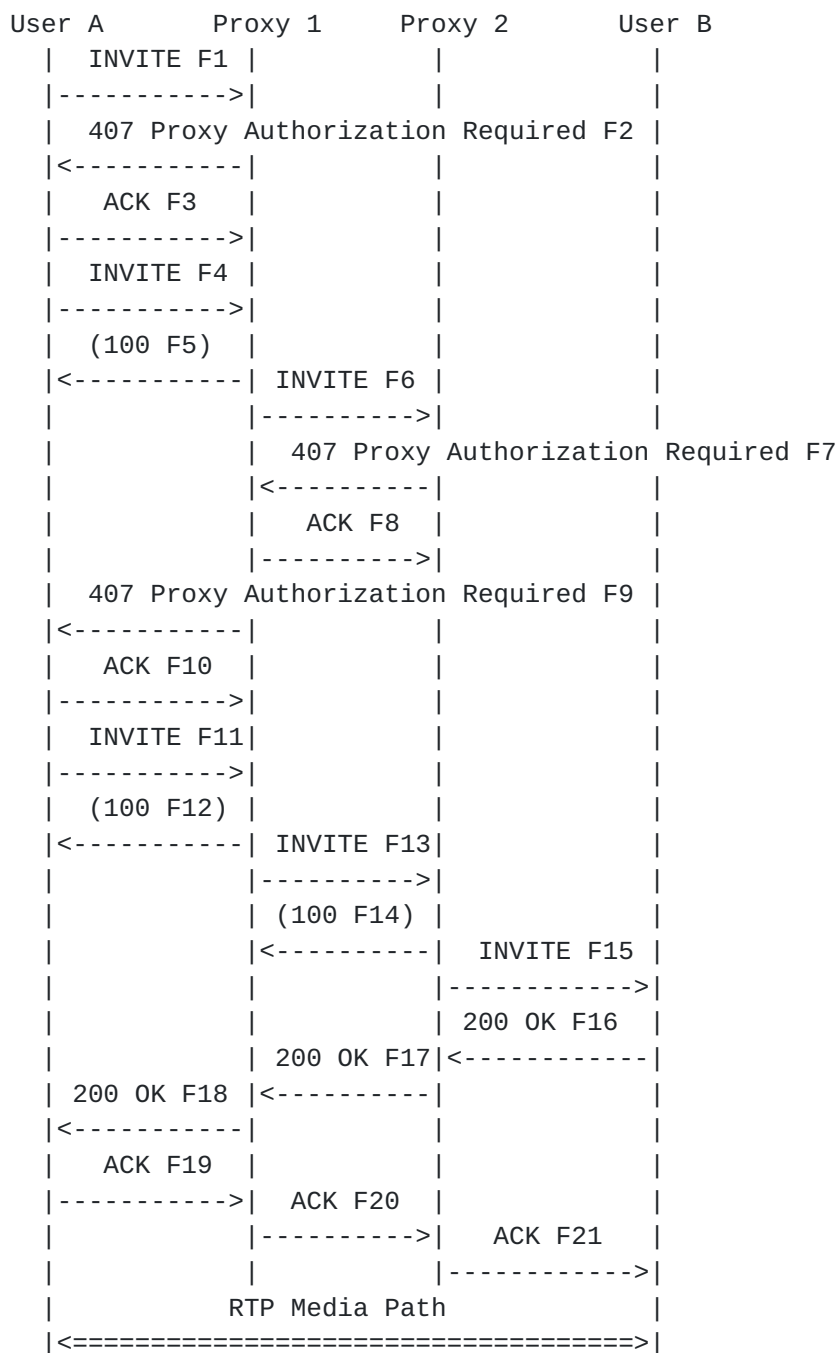 User A Proxy 1 Proxy 2 User B
INVITE F1
407 Proxy Authorization Required F2
ACK F3
INVITE F4
(100 F5)
INVITE F6
407 Proxy Authorization Required F7
ACK F8
407 Proxy Authorization Required F9
ACK F10
INVITE F11
(100 F12)
INVITE F13
(100 F14)
INVITE F15
200 OK F16
200 OK F17
200 OK F18
ACK F19
ACK F20
ACK F21
RTP Media Path